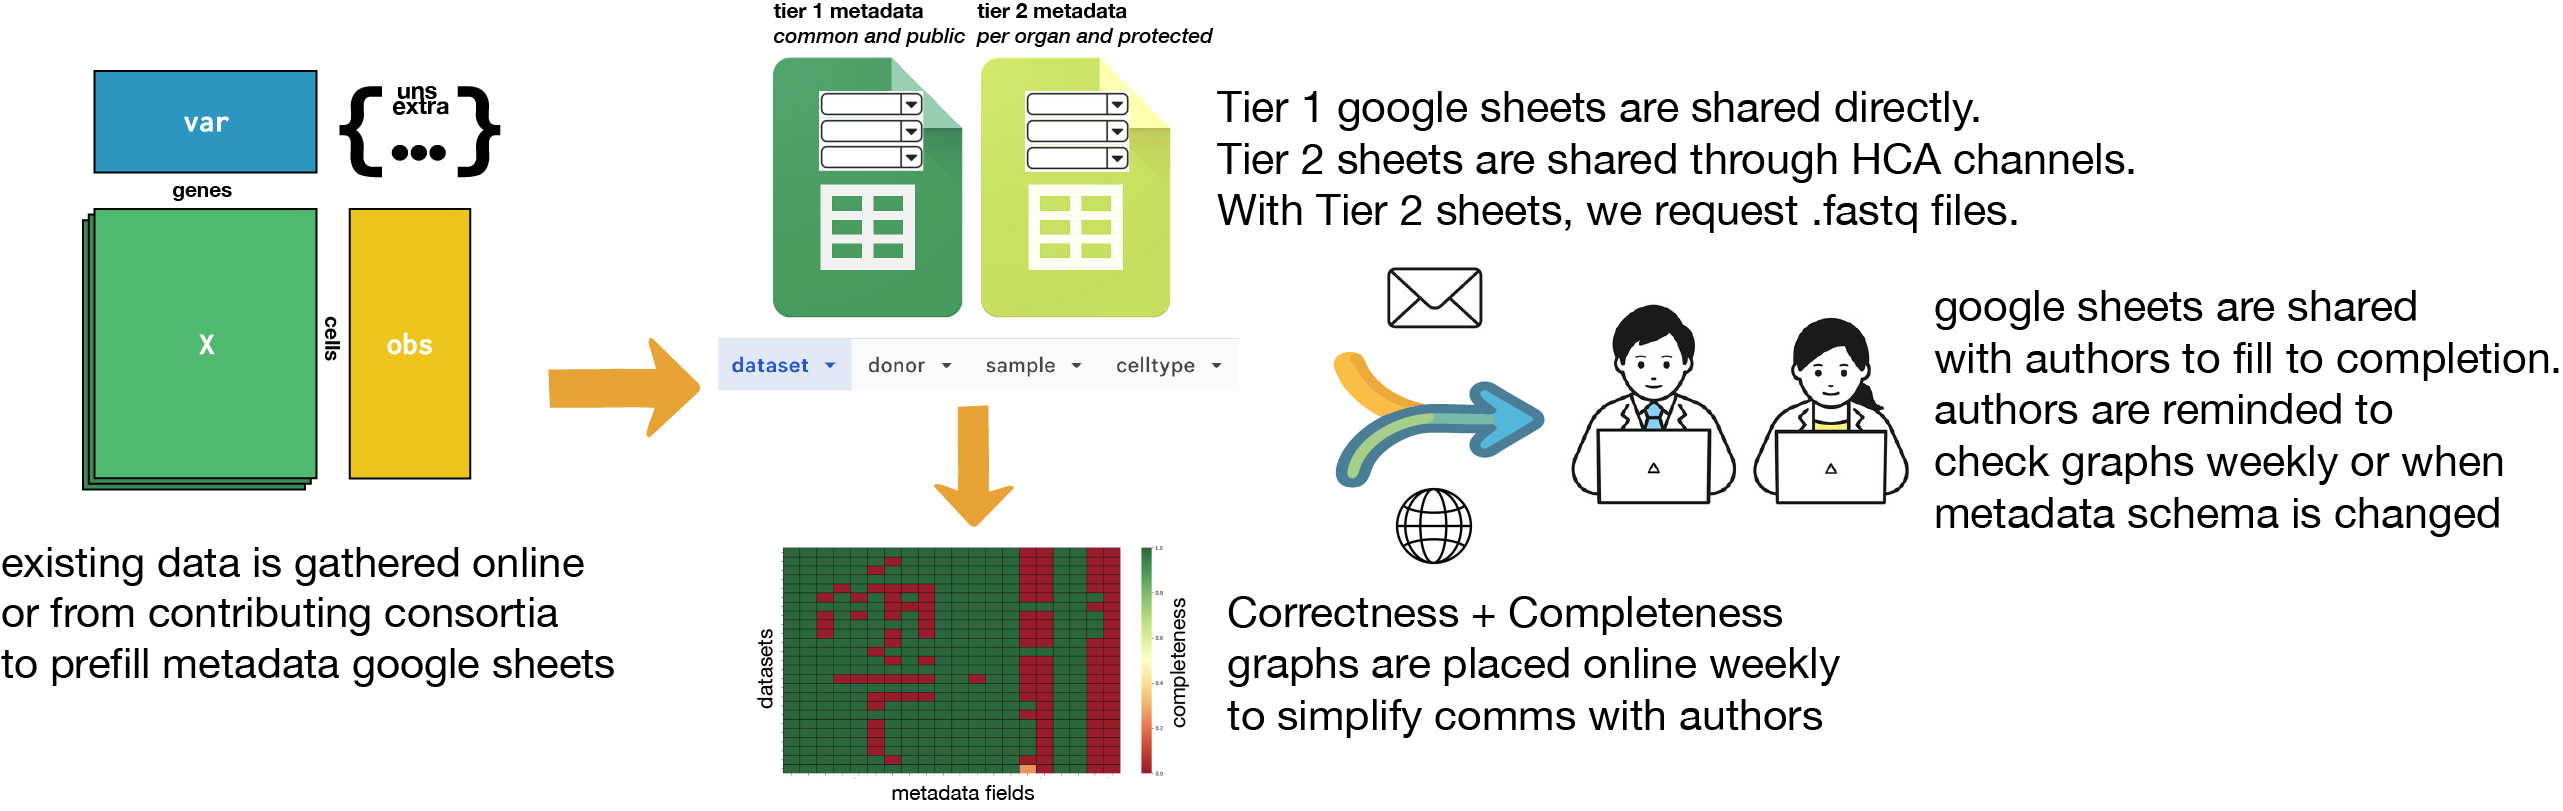 tier 1 metadata
common and public
tier 2 metadata
per organ and protected
var
uns
extra
genes
X
cells
obs
existing data is gathered online
or from contributing consortia
to prefill metadata google sheets
dataset
donor
sample
celltype
datasets
metadata fields
completeness
1.0
0.8
0.6
0.4
0.2
0.0
Tier 1 google sheets are shared directly.
Tier 2 sheets are shared through HCA channels.
With Tier 2 sheets, we request .fastq files.
google sheets are shared
with authors to fill to completion.
authors are reminded to
check graphs weekly or when
metadata schema is changed
Correctness + Completeness
graphs are placed online weekly
to simplify comms with authors